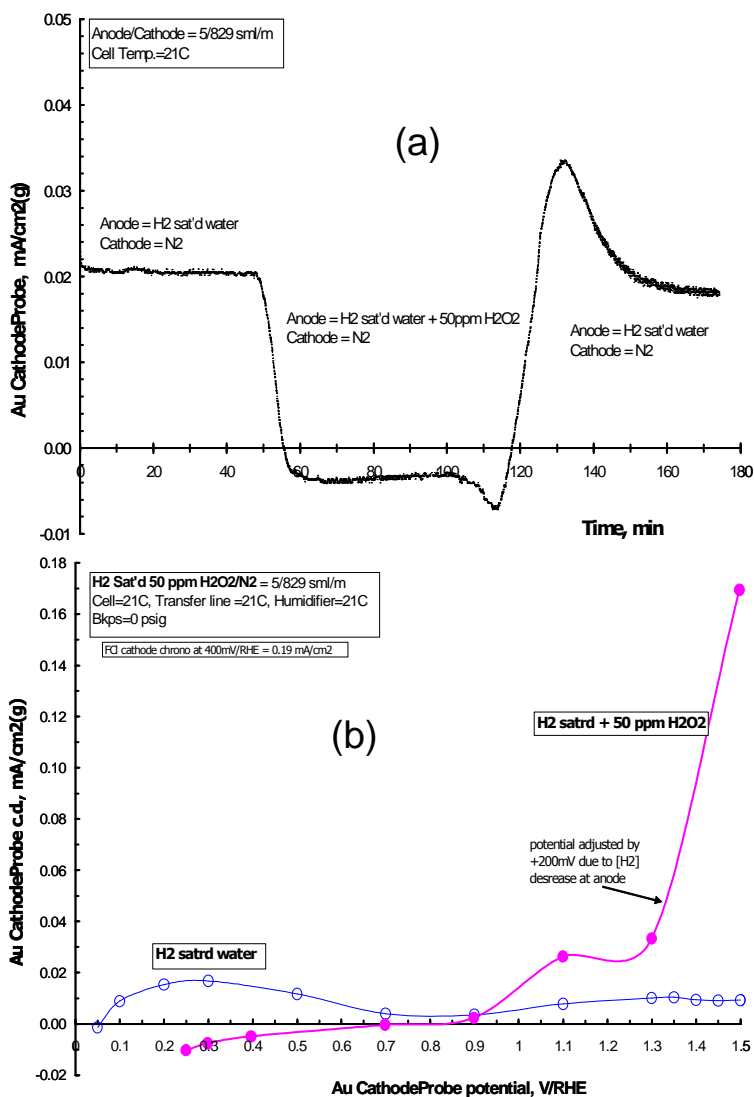 0.05
Anode/Cathode = 5/829 sml/m
Cell Temp.=21C
0.04
(a)
0.03
Anode = H2 sat'd water
Cathode = N2
0.02
Anode = H2 sat'd water + 50ppm H2O2
Cathode = N2
Anode = H2 sat'd water
Cathode = N2
0.01
0.00
0 20 40 60 80 100 120 140 160 180
-0.01
Time, min
Au CathodeProbe, mA/cm2(g)
0.18
H2 Sat'd 50 ppm H2O2/N2 = 5/829 sml/m
Cell=21C, Transfer line =21C, Humidifier=21C
Bkps=0 psig
0.16
FCI cathode chrono at 400mV/RHE = 0.19 mA/cm2
0.14
0.12
H2 satrd + 50 ppm H2O2
(b)
0.10
0.08
potential adjusted by
+200mV due to [H2]
desrease at anode
0.06
0.04
H2 satrd water
0.02
0.00
0 0.1 0.2 0.3 0.4 0.5 0.6 0.7 0.8 0.9 1.0 1.1 1.2 1.3 1.4 1.5
-0.02
Au CathodeProbe potential, V/RHE
Au CathodeProbe c.d., mA/cm2(g)